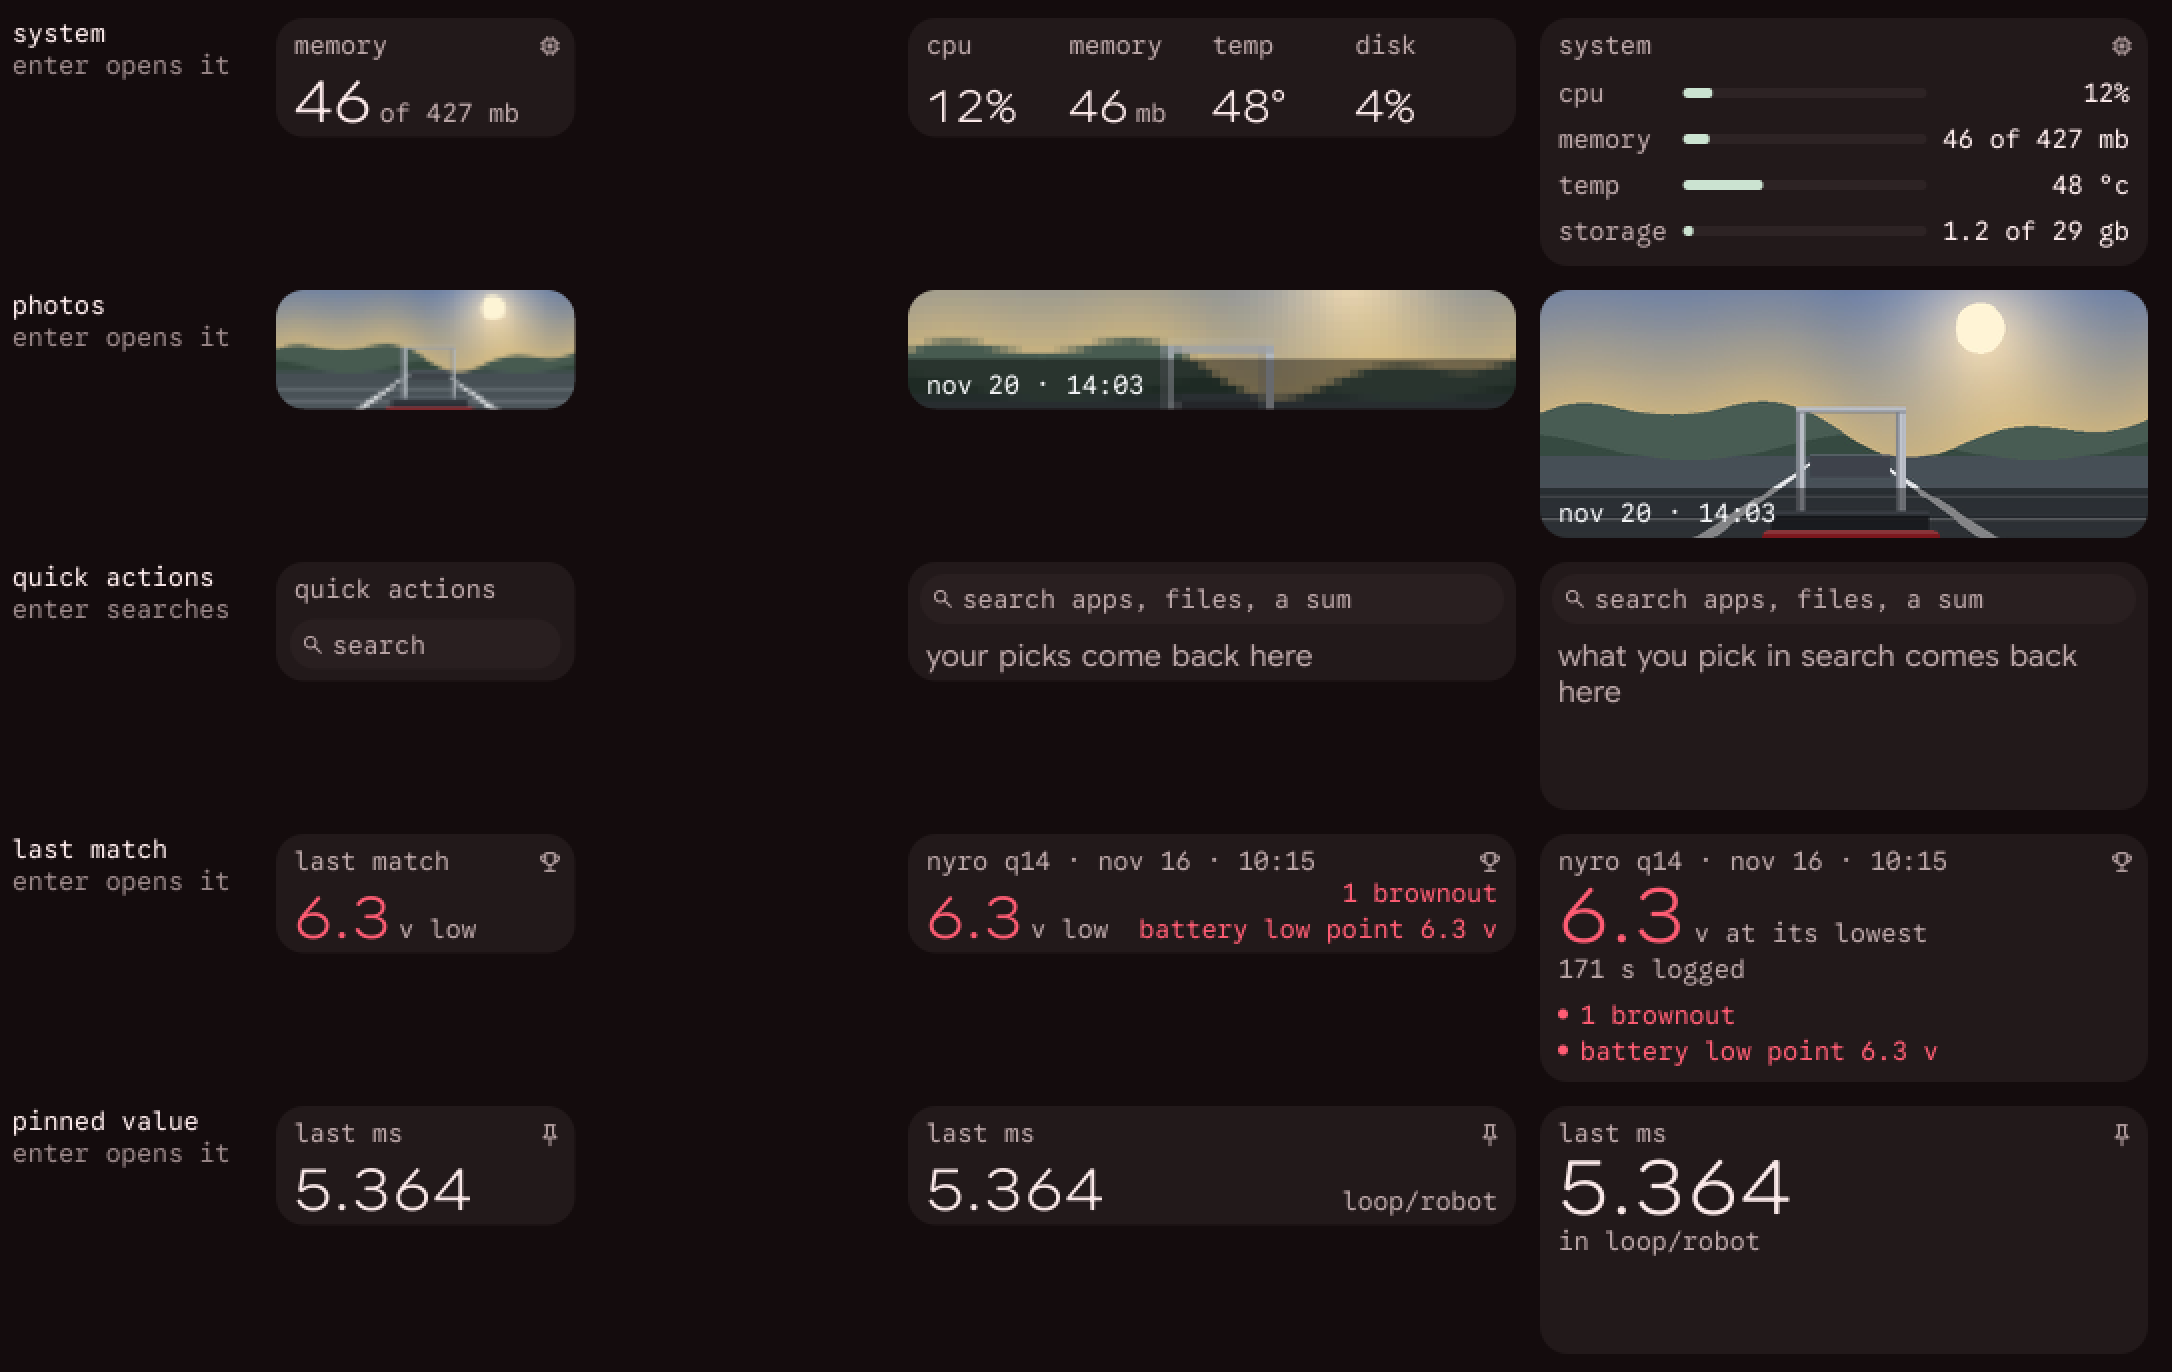 system
enter opens it
memory
46 of 427 mb
cpu memory temp disk
12% 46 mb 48° 4%
system
cpu 12%
memory 46 of 427 mb
temp 48 °c
storage 1.2 of 29 gb
photos
enter opens it
nov 20 · 14:03
nov 20 · 14:03
quick actions
enter searches
quick actions
search
search apps, files, a sum
your picks come back here
search apps, files, a sum
what you pick in search comes back
here
last match
enter opens it
last match
6.3 v low
nyro q14 · nov 16 · 10:15
1 brownout
6.3 v low battery low point 6.3 v
nyro q14 · nov 16 · 10:15
6.3 v at its lowest
171 s logged
• 1 brownout
• battery low point 6.3 v
pinned value
enter opens it
last ms
5.364
last ms
5.364 loop/robot
last ms
5.364
in loop/robot